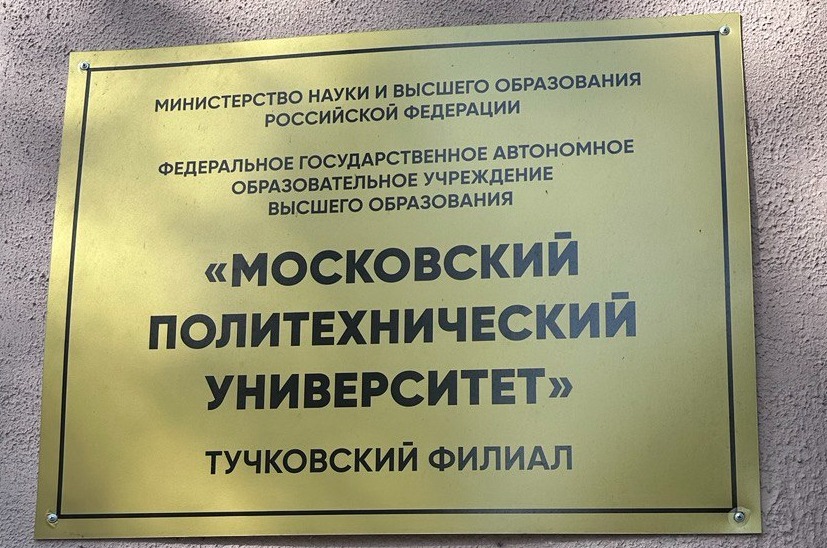 МИНИСТЕРСТВО НАУКИ И ВЫСШЕГО ОБРАЗОВАНИЯ
РОССИЙСКОЙ ФЕДЕРАЦИИ
ФЕДЕРАЛЬНОЕ ГОСУДАРСТВЕННОЕ АВТОНОМНОЕ
ОБРАЗОВАТЕЛЬНОЕ УЧРЕЖДЕНИЕ
ВЫСШЕГО ОБРАЗОВАНИЯ
«МОСКОВСКИЙ
ПОЛИТЕХНИЧЕСКИЙ
УНИВЕРСИТЕТ»
ТУЧКОВСКИЙ ФИЛИАЛ